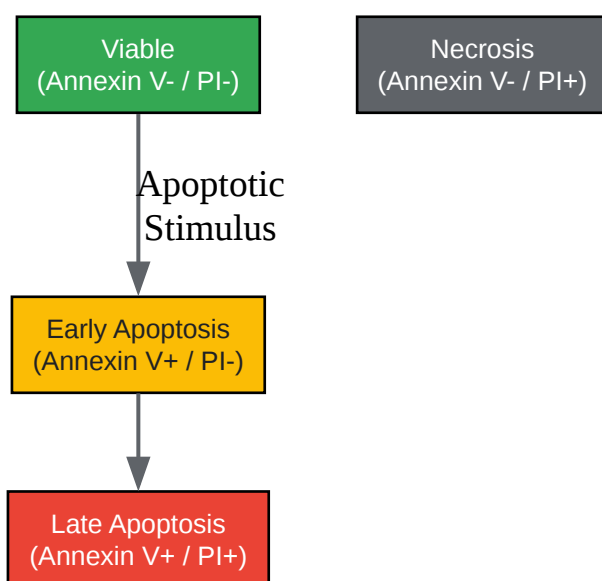 Viable
(Annexin V- / PI-)
Necrosis
(Annexin V- / PI+)
Apoptotic
Stimulus
Early Apoptosis
(Annexin V+ / PI-)
Late Apoptosis
(Annexin V+ / PI+)